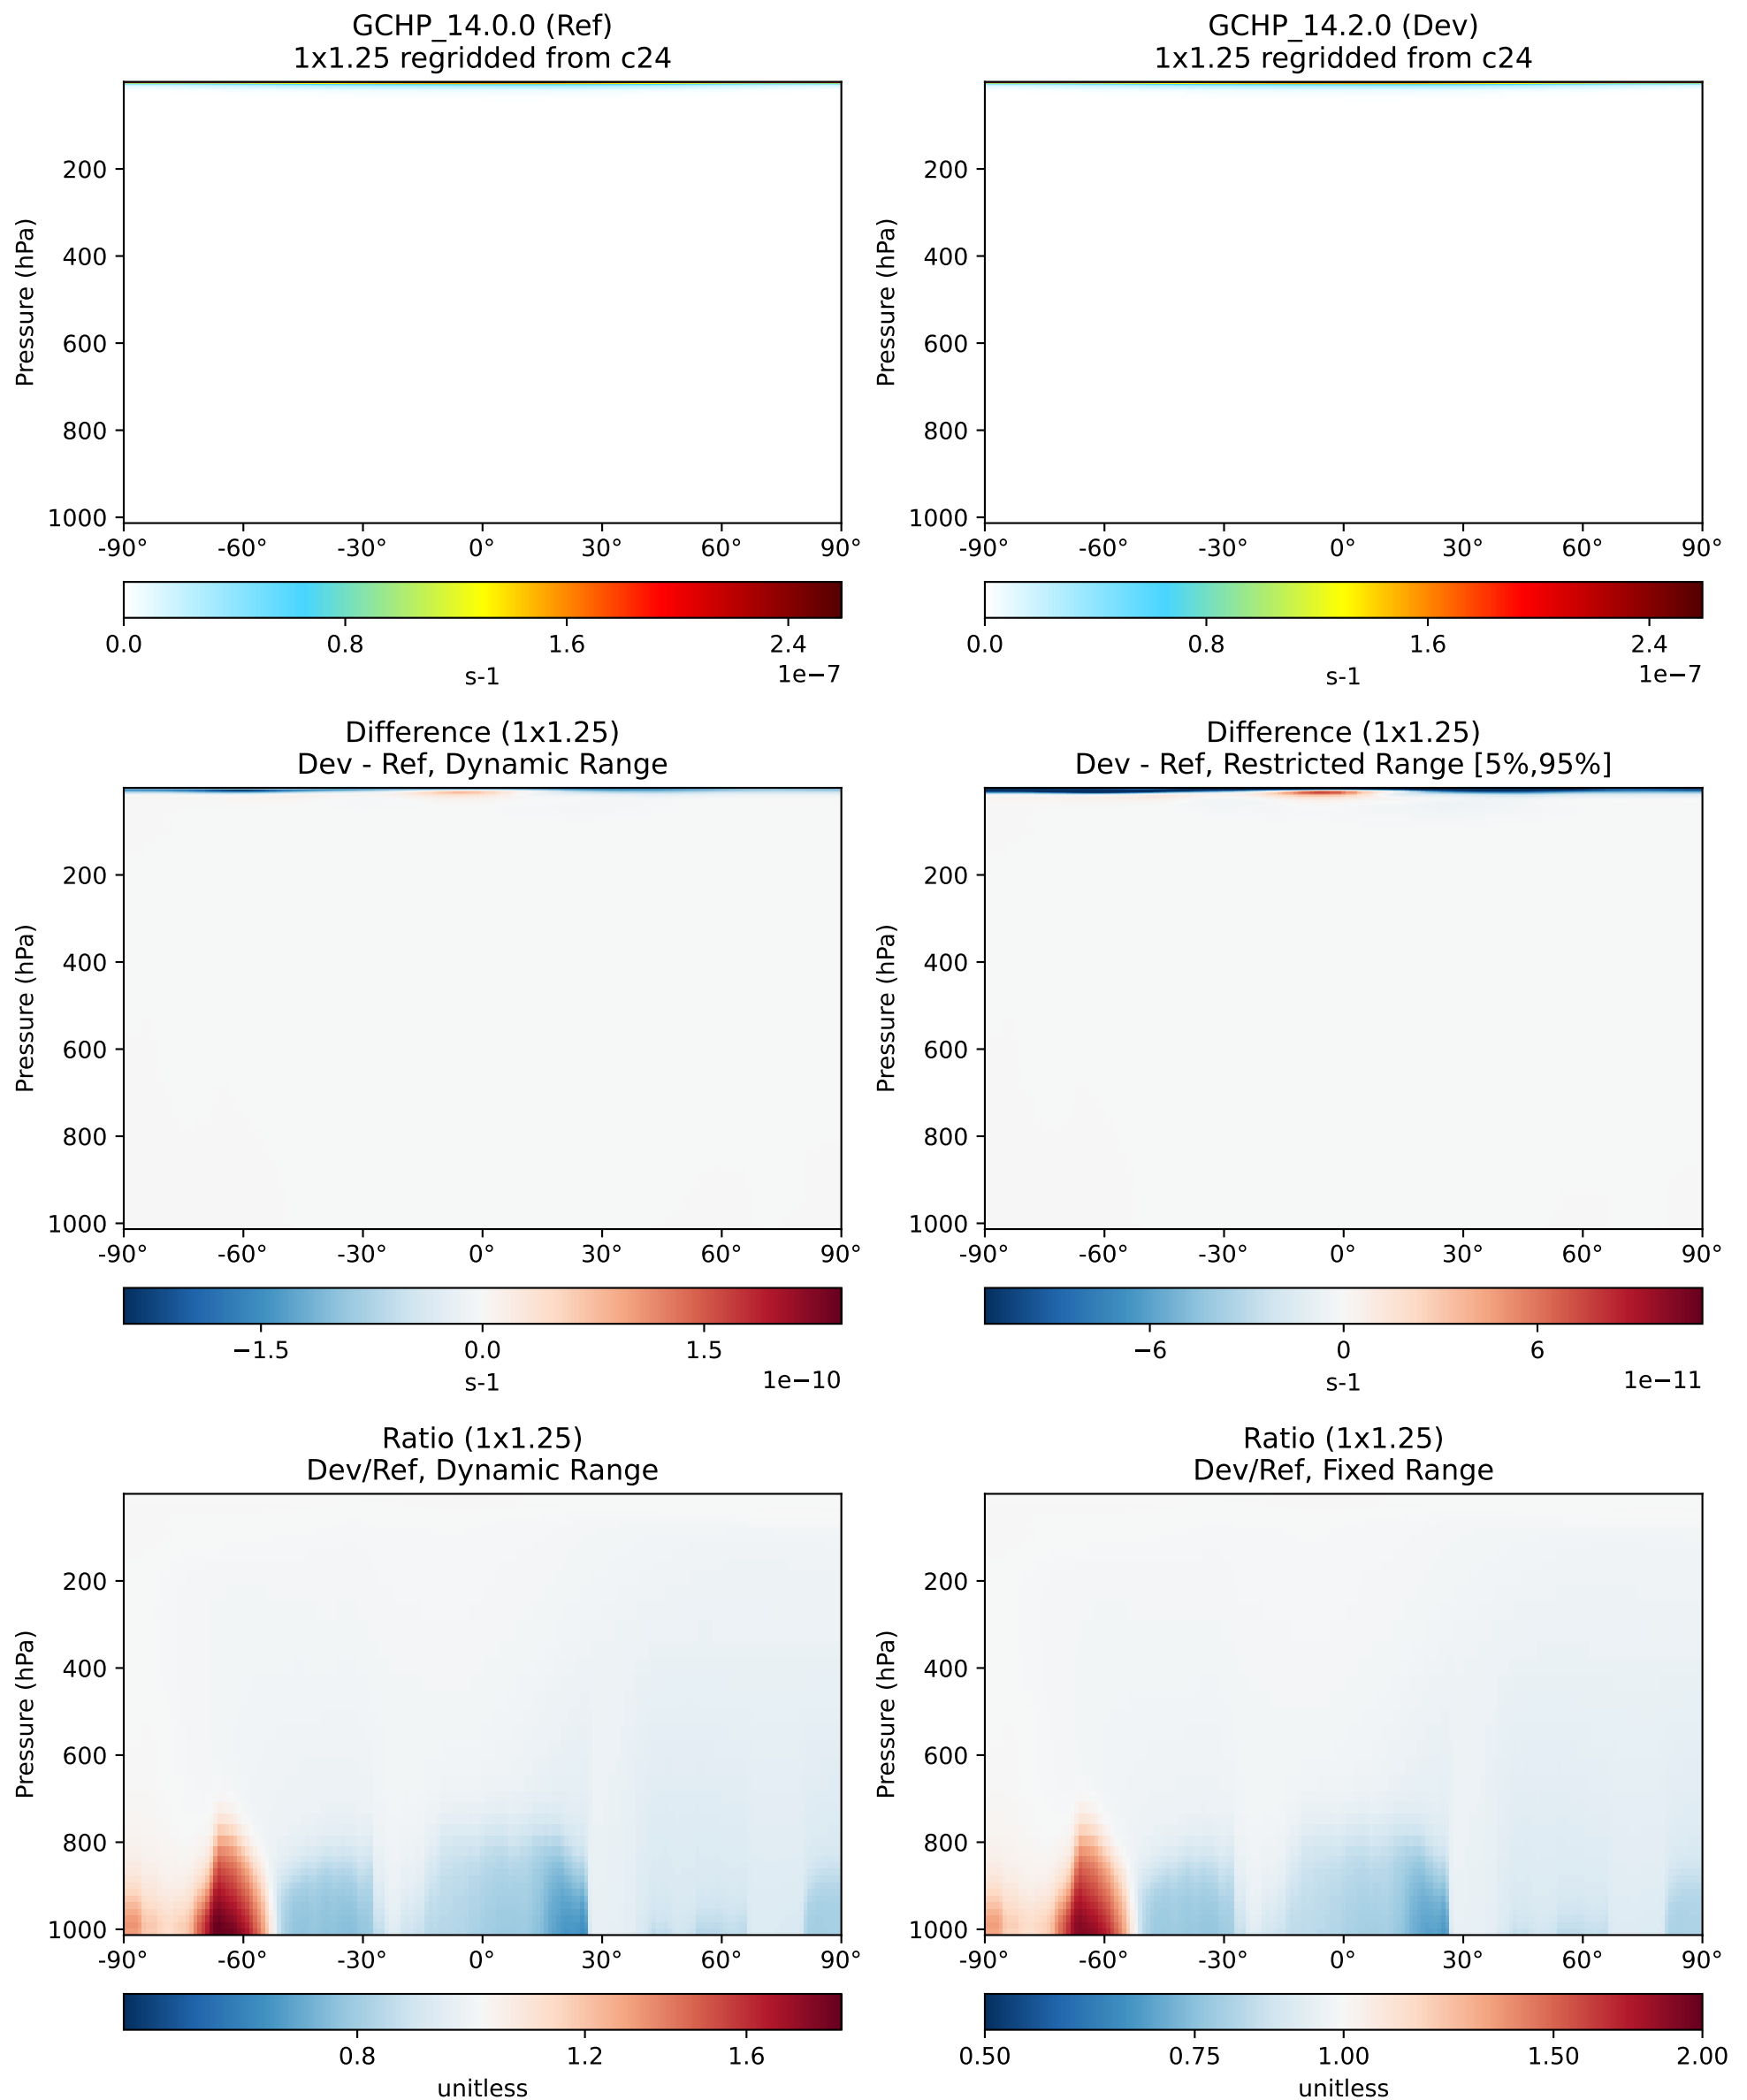 GCHP_14.0.0 (Ref)
1x1.25 regridded from c24
GCHP_14.2.0 (Dev)
1x1.25 regridded from c24
Pressure (hPa)
200
400
600
800
1000
-90° -60° -30° 0° 30° 60° 90°
0.0 0.8 1.6 2.4
1e−7
s-1
Pressure (hPa)
200
400
600
800
1000
-90° -60° -30° 0° 30° 60° 90°
0.0 0.8 1.6 2.4
1e−7
s-1
Difference (1x1.25)
Dev - Ref, Dynamic Range
Difference (1x1.25)
Dev - Ref, Restricted Range [5%,95%]
Pressure (hPa)
200
400
600
800
1000
-90° -60° -30° 0° 30° 60° 90°
−1.5 0.0 1.5
1e−10
s-1
Pressure (hPa)
200
400
600
800
1000
-90° -60° -30° 0° 30° 60° 90°
−6 0 6
1e−11
s-1
Ratio (1x1.25)
Dev/Ref, Dynamic Range
Ratio (1x1.25)
Dev/Ref, Fixed Range
Pressure (hPa)
200
400
600
800
1000
-90° -60° -30° 0° 30° 60° 90°
0.8 1.2 1.6
unitless
Pressure (hPa)
200
400
600
800
1000
-90° -60° -30° 0° 30° 60° 90°
0.50 0.75 1.00 1.50 2.00
unitless